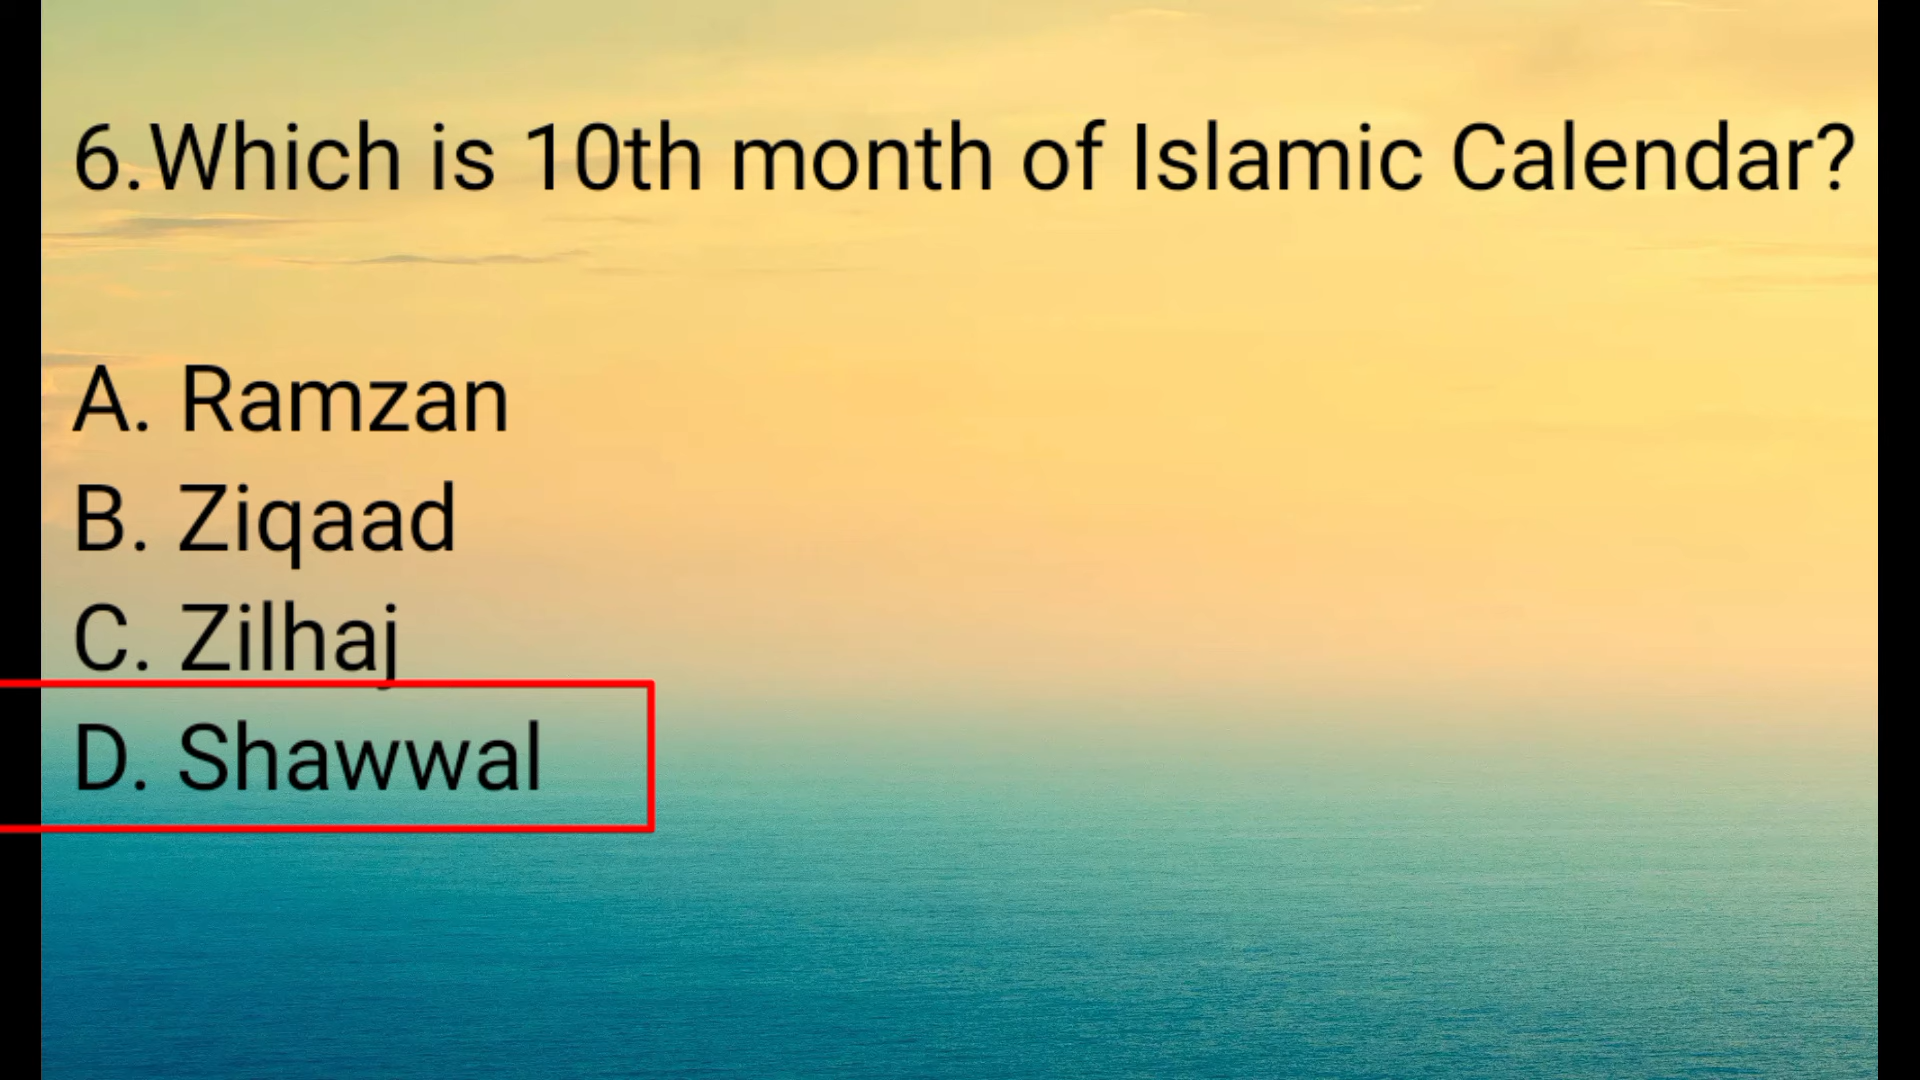 6.Which is 10th month of Islamic Calendar?
A. Ramzan
B. Ziqaad
C. Zilhaj
D. Shawwal